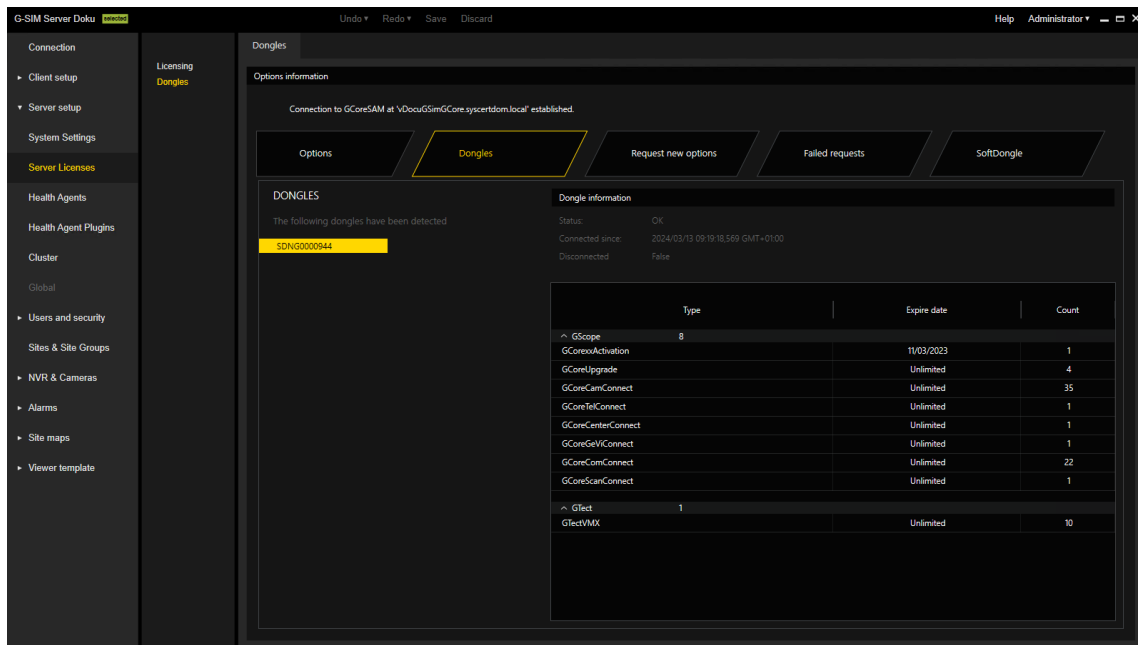 G-SIM Server Doku selected Undo Redo Save Discard Help Administrator
Connection
Client setup
Server setup
System Settings
Server Licenses
Health Agents
Health Agent Plugins
Cluster
Global
Users and security
Sites & Site Groups
NVR & Cameras
Alarms
Site maps
Viewer template
Licensing
Dongles
Dongles
Options information
Connection to GCoreSAM at 'vDocuGSimGCore.syscertdom.local' established.
Options Dongles Request new options Failed requests SoftDongle
DONGLES
The following dongles have been detected
SDNG0000944
Dongle information
Status: OK
Connected since: 2024/03/13 09:19:18,569 GMT+01:00
Disconnected False
Type Expire date Count
GScope 8
GCorexxActivation 11/03/2023 1
GCoreUpgrade Unlimited 4
GCoreCamConnect Unlimited 35
GCoreTelConnect Unlimited 1
GCoreCenterConnect Unlimited 1
GCoreGeViConnect Unlimited 1
GCoreComConnect Unlimited 22
GCoreScanConnect Unlimited 1
GTect 1
GTectVMX Unlimited 10